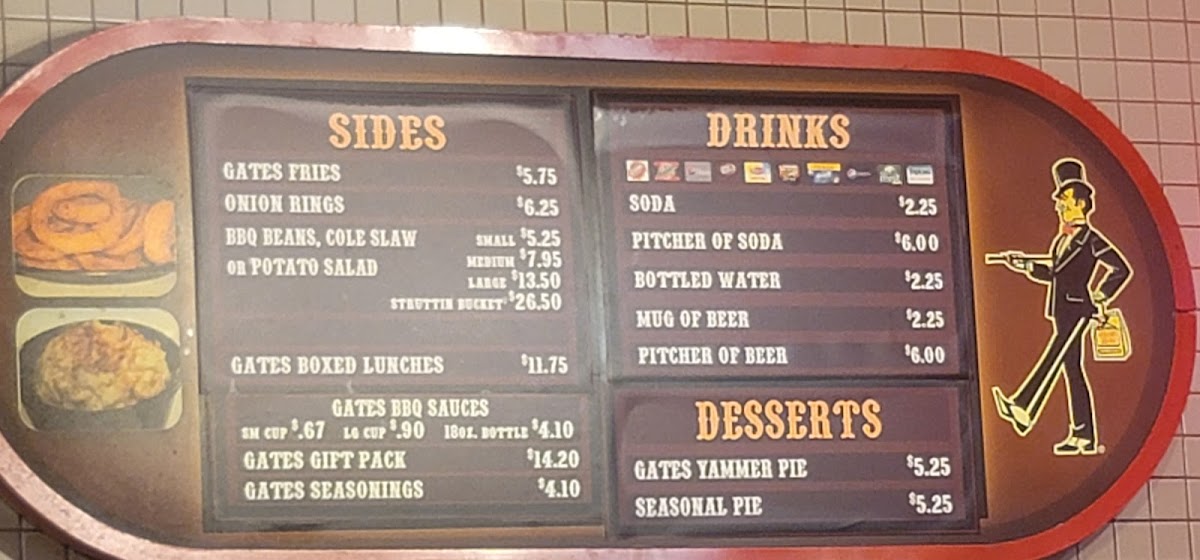 SIDES
GATES FRIES $5.75
ONION RINGS $6.25
BBQ BEANS, COLE SLAW SMALL $5.25
or POTATO SALAD MEDIUM $7.95
LARGE $13.50
STRUTTIN BUCKET $26.50
GATES BOXED LUNCHES $11.75
GATES BBQ SAUCES
SM CUP $.67 LG CUP $.90 18OZ. BOTTLE $4.10
GATES GIFT PACK $14.20
GATES SEASONINGS $4.10
DRINKS
SODA $2.25
PITCHER OF SODA $6.00
BOTTLED WATER $2.25
MUG OF BEER $2.25
PITCHER OF BEER $6.00
DESSERTS
GATES YAMMER PIE $5.25
SEASONAL PIE $5.25